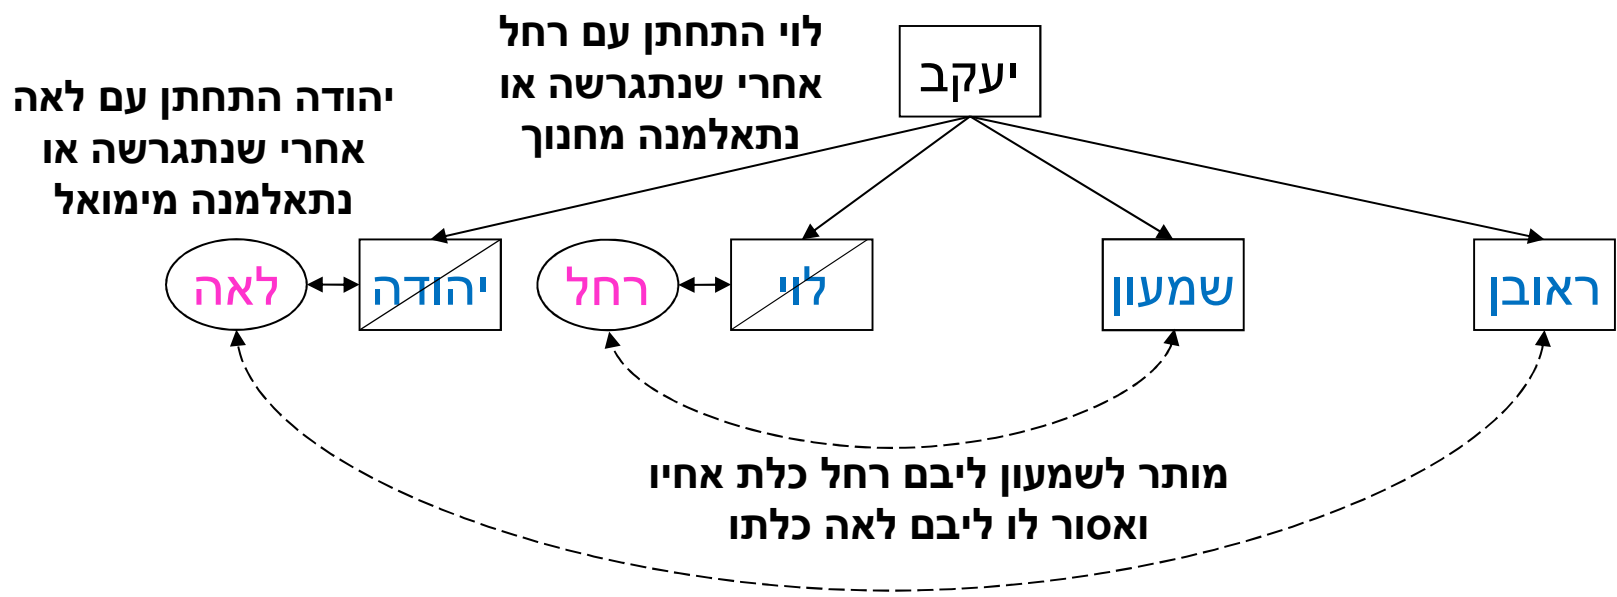 יעקב
לוי התחתן עם רחל
אחרי שנתגרשה או
נתאלמנה מחנוך
יהודה התחתן עם לאה
אחרי שנתגרשה או
נתאלמנה מימואל
ראובן
שמעון
לוי
רחל
יהודה
לאה
מותר לשמעון ליבם רחל כלת אחיו
ואסור לו ליבם לאה כלתו